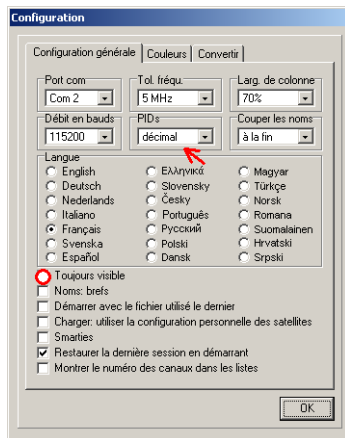 Configuration
Configuration générale Couleurs Convertir
Port com Tol. fréqu. Larg. de colonne
Com 2 5 MHz 70%
Débit en bauds PIDs Couper les noms
115200 décimal à la fin
Langue
English Ελληνικά Magyar
Deutsch Slovensky Türkçe
Nederlands Česky Norsk
Italiano Português Romana
Français Русский Suomalainen
Svenska Polski Hrvatski
Español Dansk Srpski
Toujours visible
Noms: brefs
Démarrer avec le fichier utilisé le dernier
Charger: utiliser la configuration personnelle des satellites
Smarties
Restaurer la dernière session en démarrant
Montrer le numéro des canaux dans les listes
OK